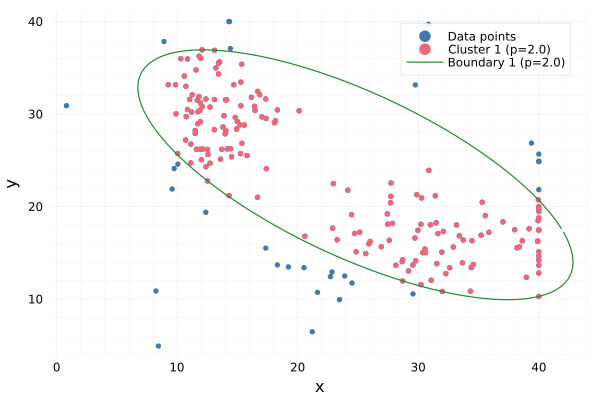 Data points
Cluster 1 (p=2.0)
Boundary 1 (p=2.0)
40
30
20
10
y
0 10 20 30 40
x